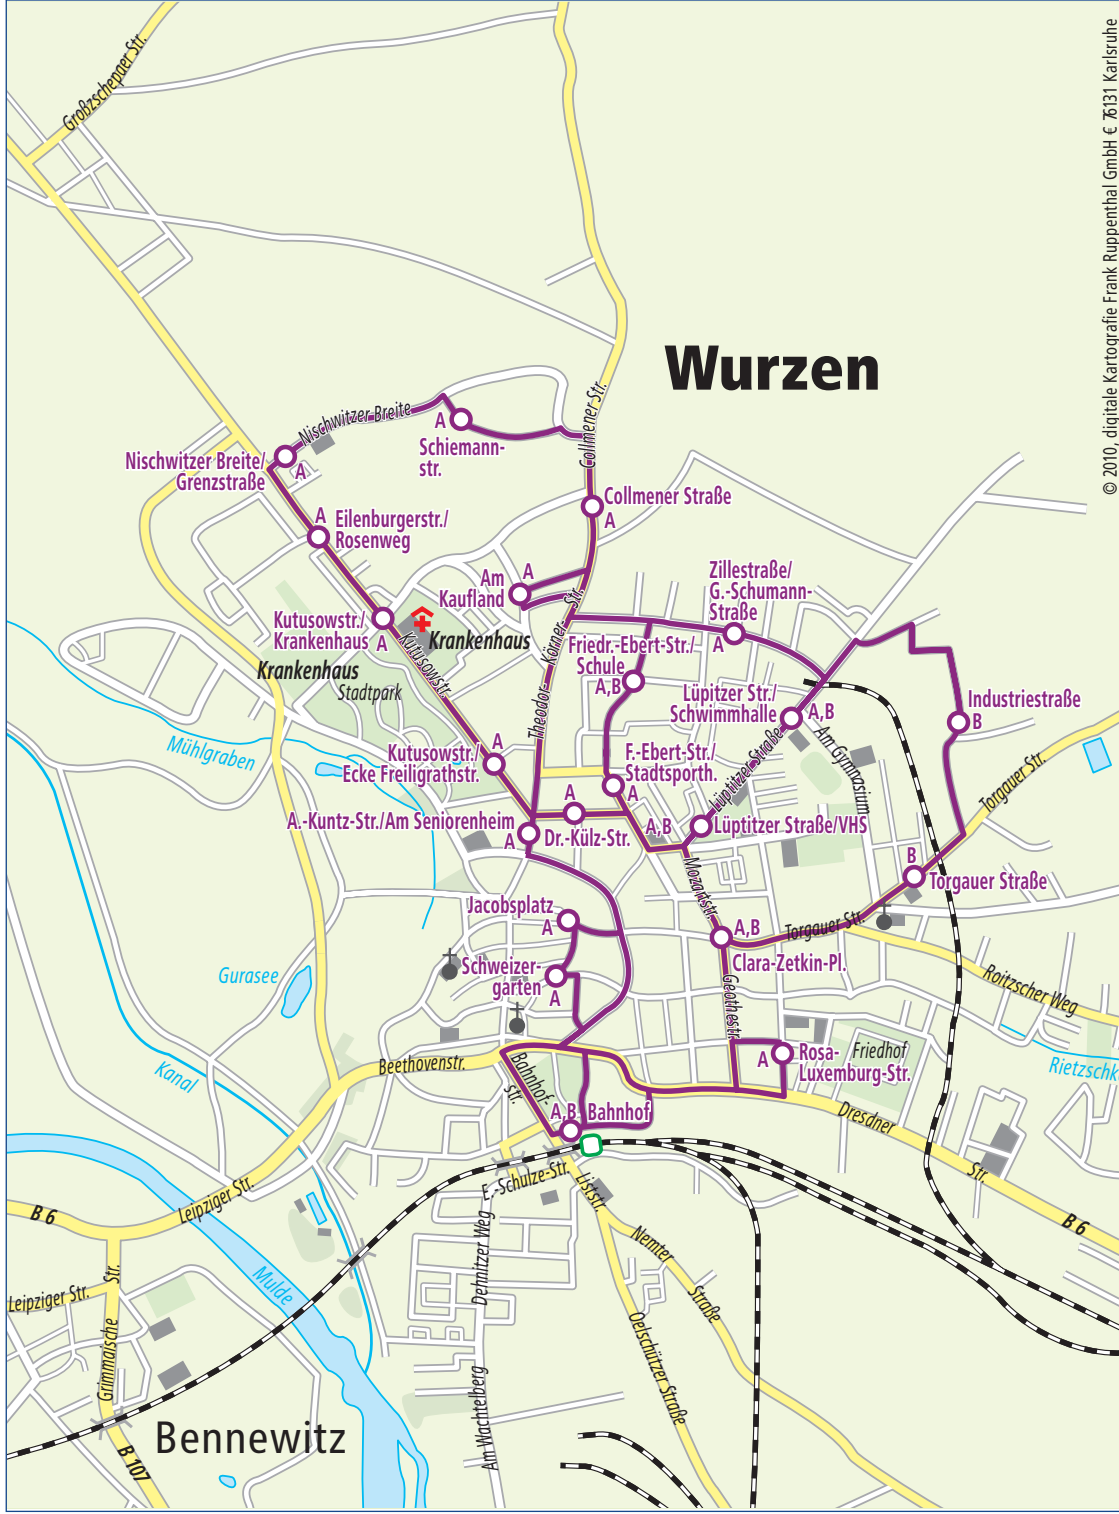 © 2010, digitale Kartografie Frank Ruppenthal GmbH € 76131 Karlsruhe
Großzschepaer Str.
Wurzen
Nischwitzer Breite
A
Schiemann-
str.
Collmener Str.
Nischwitzer Breite/
Grenzstraße
A
Collmener Straße
A
A
Eilenburgerstr./
Rosenweg
Am
Kaufland
A
Zillestraße/
G.-Schumann-
Straße
A
Kutusowstr./
Krankenhaus
A
Krankenhaus
Krankenhaus
Stadtpark
Kutusowstr.
Theodor-Körner-Str.
Friedr.-Ebert-Str./
Schule
A,B
Lüpitzer Str./
Schwimmhalle
A,B
Industriestraße
B
Mühlgraben
A
Kutusowstr./
Ecke Freiligrathstr.
F.-Ebert-Str./
Stadtsporth.
A
Lüptitzer Straße
Am Gymnasium
Torgauer Str.
A
A.-Kuntz-Str./Am Seniorenheim
A
Dr.-Külz-Str.
A,B
Lüptitzer Straße/VHS
Mozartstr.
B
Torgauer Straße
Jacobsplatz
A
A,B
Torgauer Str.
Clara-Zetkin-Pl.
Schweizer-
garten
A
Gurasee
Geothestr.
Roitzscher Weg
Kanal
Beethovenstr.
Bahnhof-
str.
A
Rosa-
Luxemburg-Str.
Friedhof
Rietzschk
A,B
Bahnhof
Dresdner
Str.
B 6
E.-Schulze-Str.
Liststr.
Leipziger Str.
B 6
Dehnitzer Weg
Nemter
Straße
Mulde
Leipziger Str.
Grimmaische Str.
Oelschützer Straße
Am Wachtelberg
Bennewitz
B 107